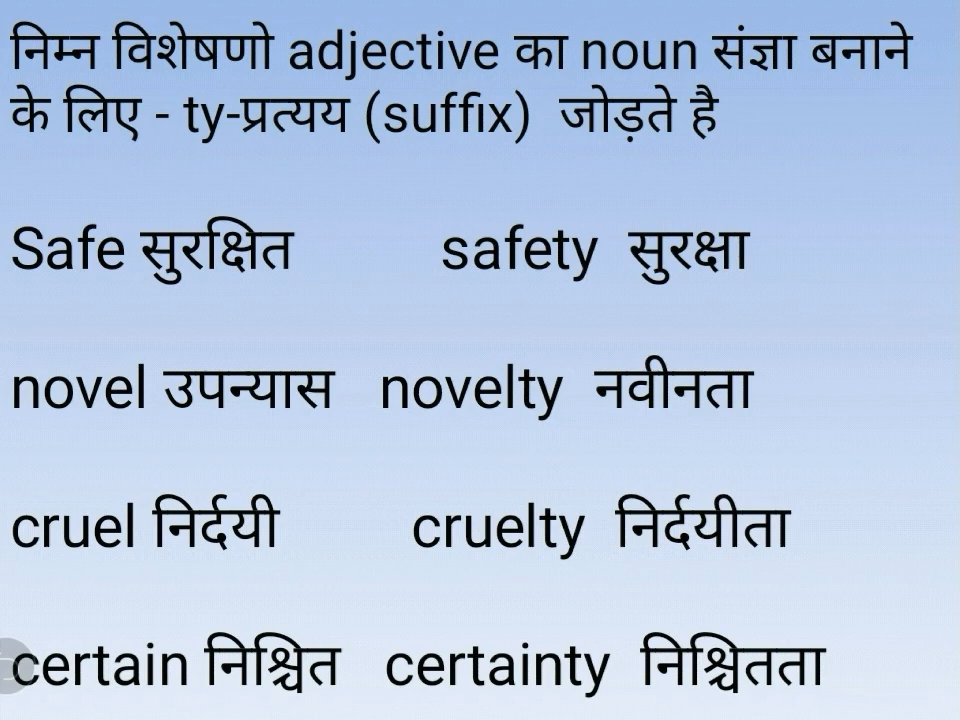 निम्न विशेषणो adjective का noun संज्ञा बनाने
के लिए - ty-प्रत्यय (suffix) जोड़ते है
Safe सुरक्षित safety सुरक्षा
novel उपन्यास novelty नवीनता
cruel निर्दयी cruelty निर्दयीता
certain निश्चित certainty निश्चितता